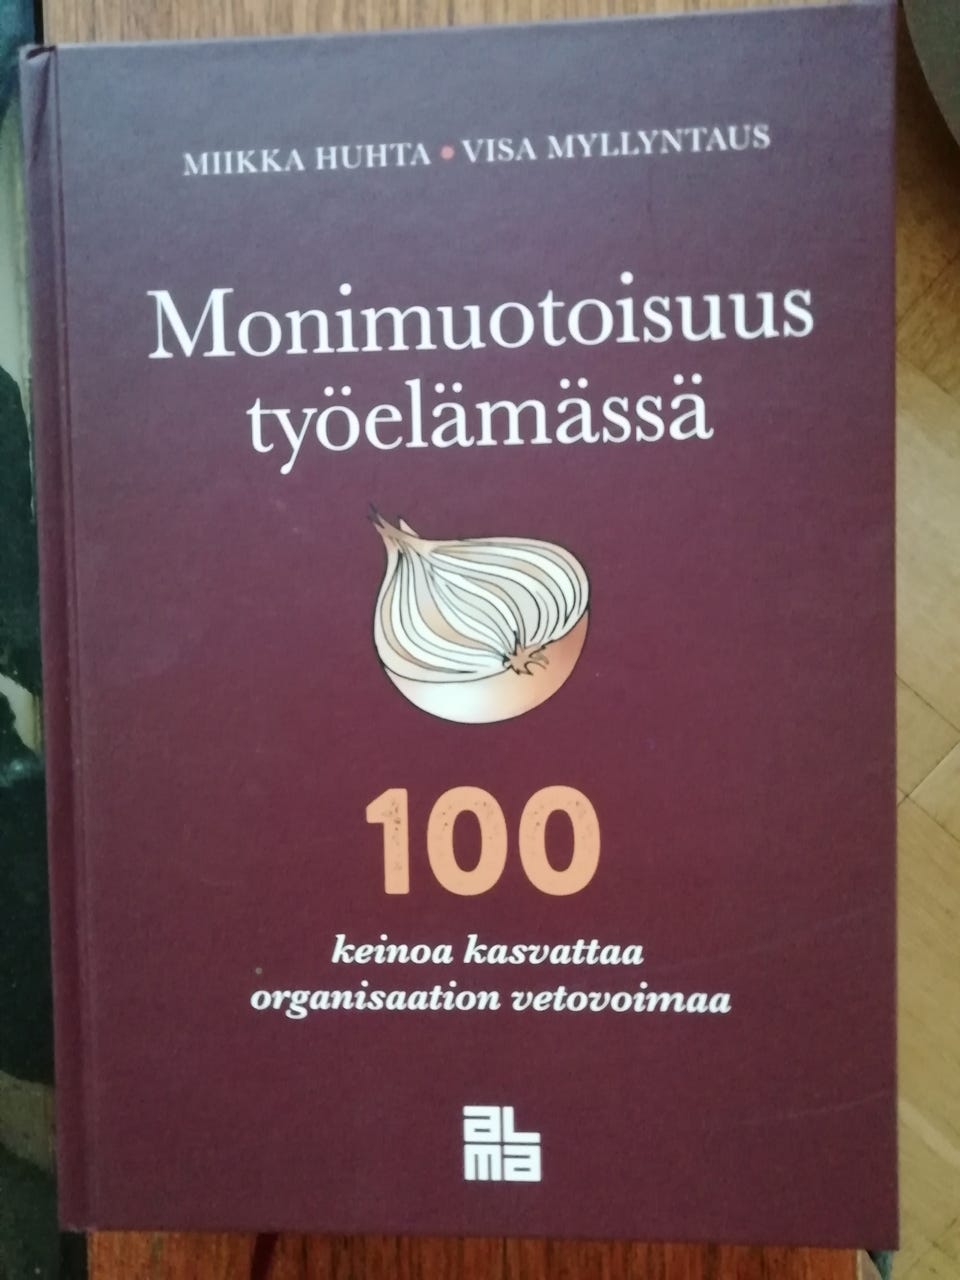 MIIKKA HUHTA • VISA MYLLYNTAUS
Monimuotoisuus
työelämässä
100
keinoa kasvattaa
organisaation vetovoimaa
aL
ma